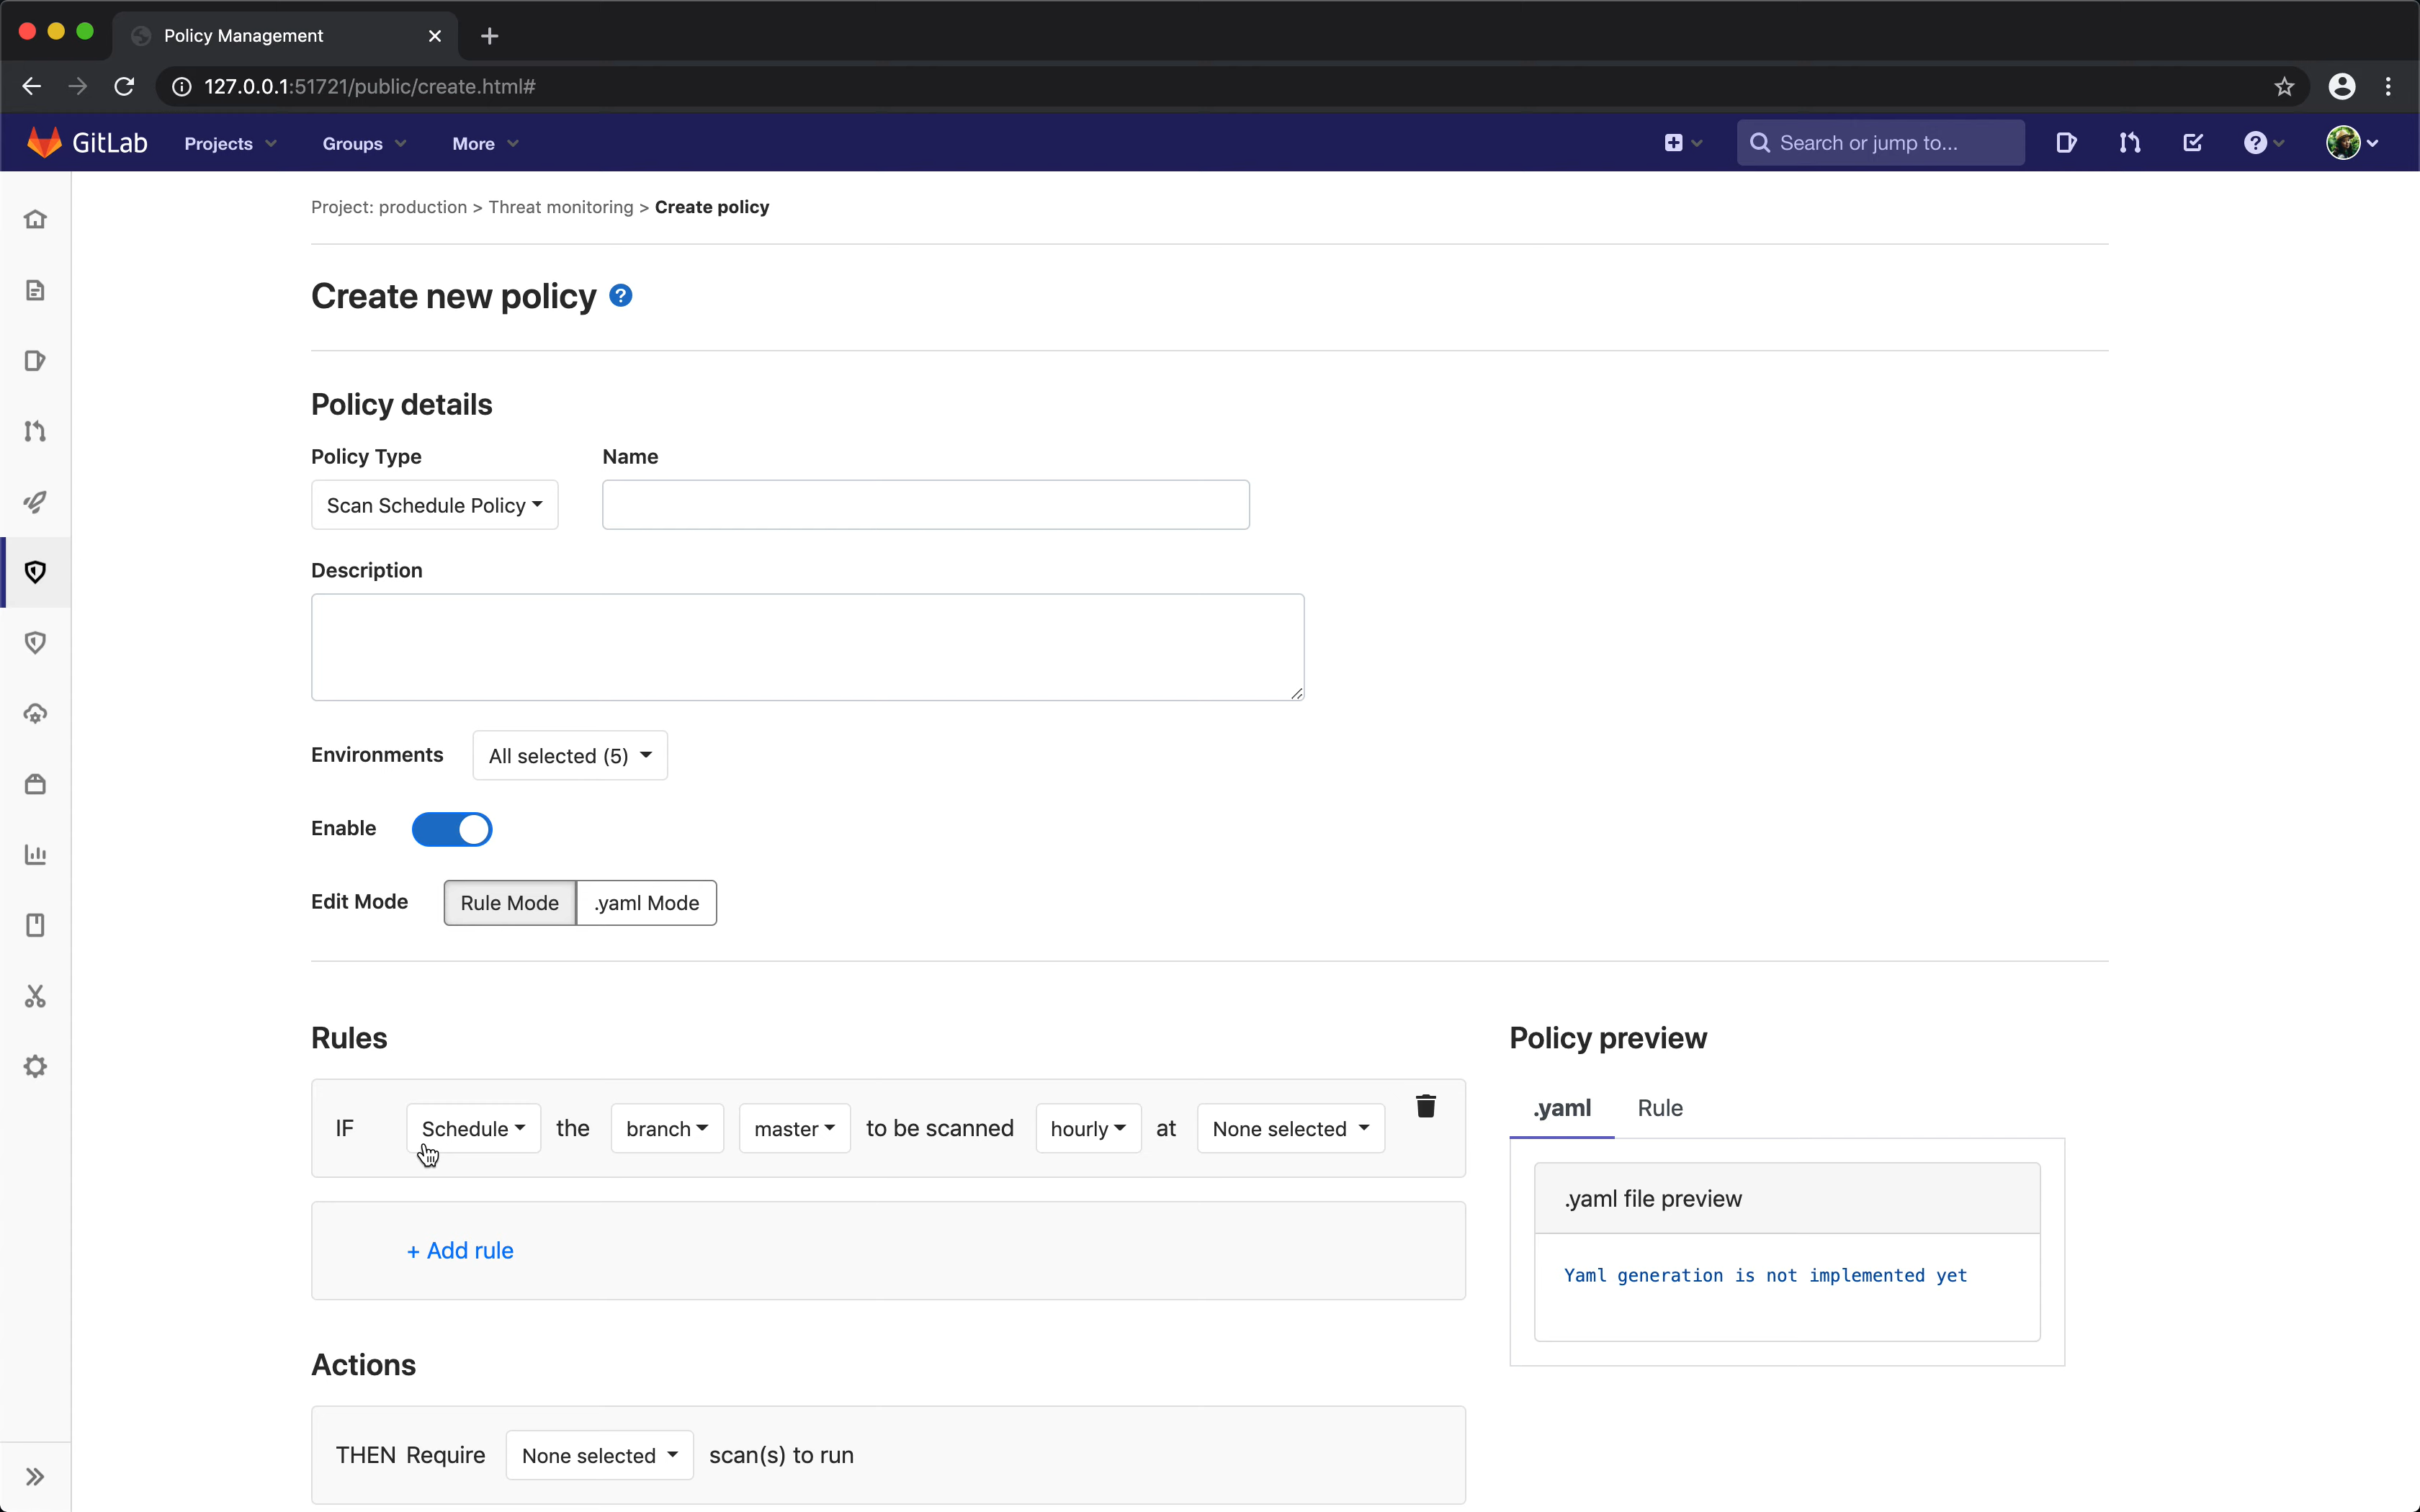 Policy Management
127.0.0.1:51721/public/create.html#
GitLab Projects Groups More Search or jump to...
Project: production > Threat monitoring > Create policy
Create new policy ?
Policy details
Policy Type Name
Scan Schedule Policy
Description
Environments All selected (5)
Enable
Edit Mode Rule Mode .yaml Mode
Rules
IF Schedule the branch master to be scanned hourly at None selected
+ Add rule
Policy preview
.yaml Rule
.yaml file preview
Yaml generation is not implemented yet
Actions
THEN Require None selected scan(s) to run